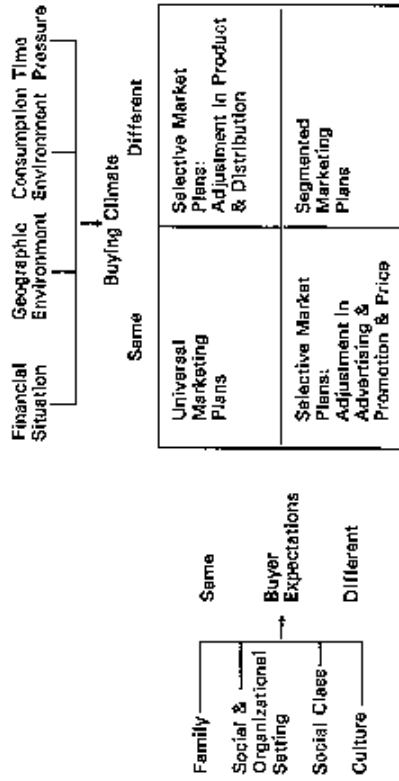 Financial
Situation
Geographic
Environment
Consumption
Environment
Time
Pressure
Buying Climate
Same
Different
Family
Social &
Organizational
Setting
Social Class
Culture
Same
Buyer
Expectations
Different
Universal
Marketing
Plans
Selective Market
Plans:
Adjustment In Product
& Distribution
Selective Market
Plans:
Adjustment In
Advertising &
Promotion & Price
Segmented
Marketing
Plans